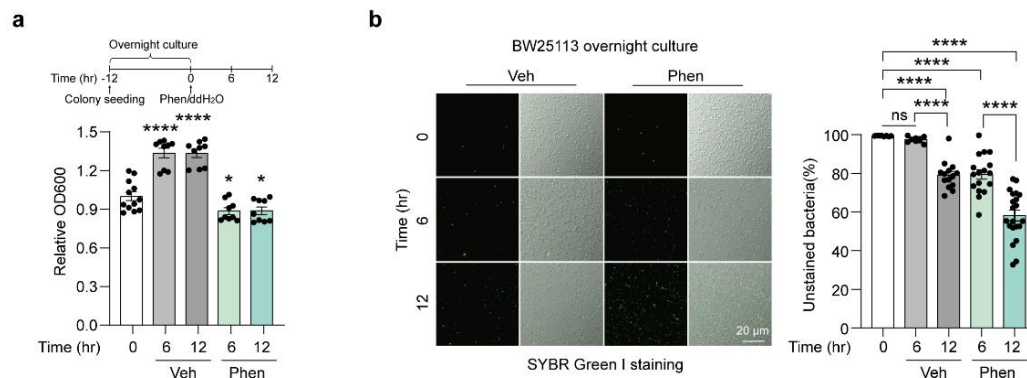 a
Overnight culture
Time (hr) -12 0 6 12
Colony seeding Phen/ddH2O
Relative OD600
1.5
1.2
0.9
0.6
0.3
0.0
**** **** * *
Time (hr) 0 6 12 6 12
Veh Phen
b
BW25113 overnight culture
Veh Phen
Time (hr)
0
6
12
20 μm
SYBR Green I staining
Unstained bacteria(%)
100
80
60
40
20
0
****
****
**** ****
ns ****
Time (hr) 0 6 12 6 12
Veh Phen